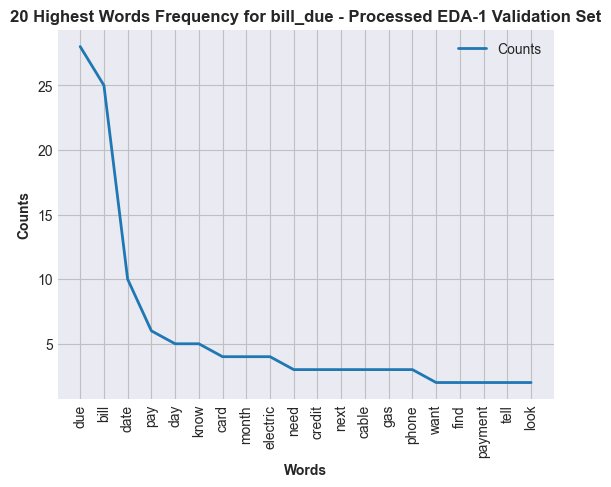 20 Highest Words Frequency for bill_due - Processed EDA-1 Validation Set
Counts
25
20
15
10
5
Counts
due
bill
date
pay
day
know
card
month
electric
need
credit
next
cable
gas
phone
want
find
payment
tell
look
Words